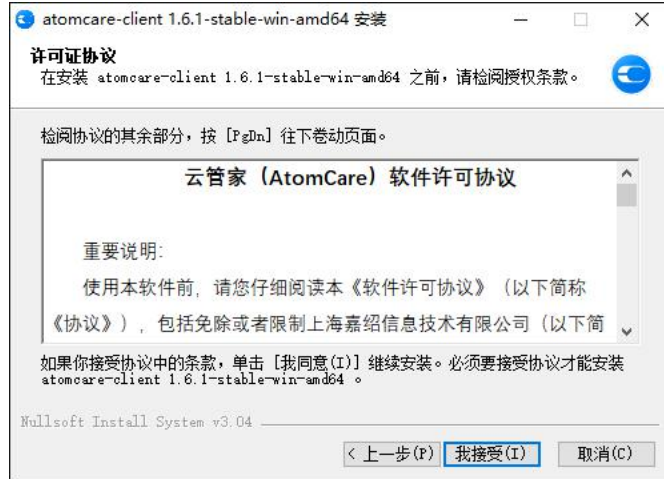 atomcare-client 1.6.1-stable-win-amd64 安装
许可证协议
在安装 atomcare-client 1.6.1-stable-win-amd64 之前，请检阅授权条款。
检阅协议的其余部分，按 [PgDn] 往下卷动页面。
云管家（AtomCare）软件许可协议
重要说明:
使用本软件前，请您仔细阅读本《软件许可协议》（以下简称
《协议》），包括免除或者限制上海嘉绍信息技术有限公司（以下简
如果你接受协议中的条款，单击 [我同意(I)] 继续安装。必须要接受协议才能安装
atomcare-client 1.6.1-stable-win-amd64 。
Nullsoft Install System v3.04
< 上一步(P) 我接受(I) 取消(C)